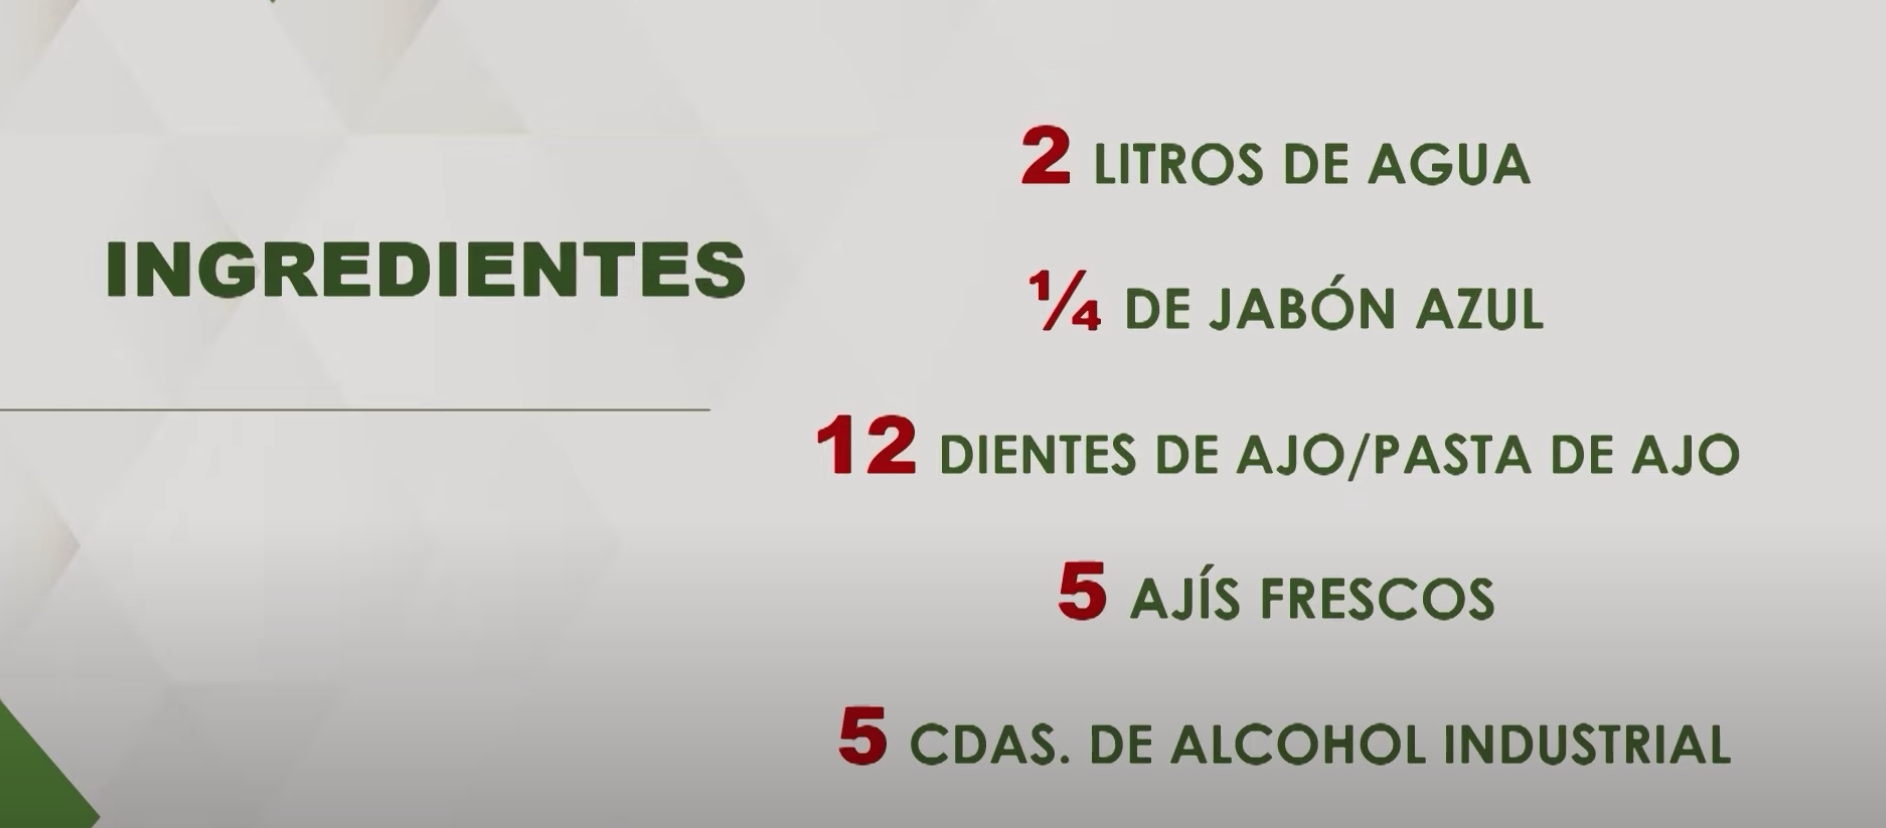 INGREDIENTES
2 LITROS DE AGUA
¼ DE JABÓN AZUL
12 DIENTES DE AJO/PASTA DE AJO
5 AJÍS FRESCOS
5 CDAS. DE ALCOHOL INDUSTRIAL